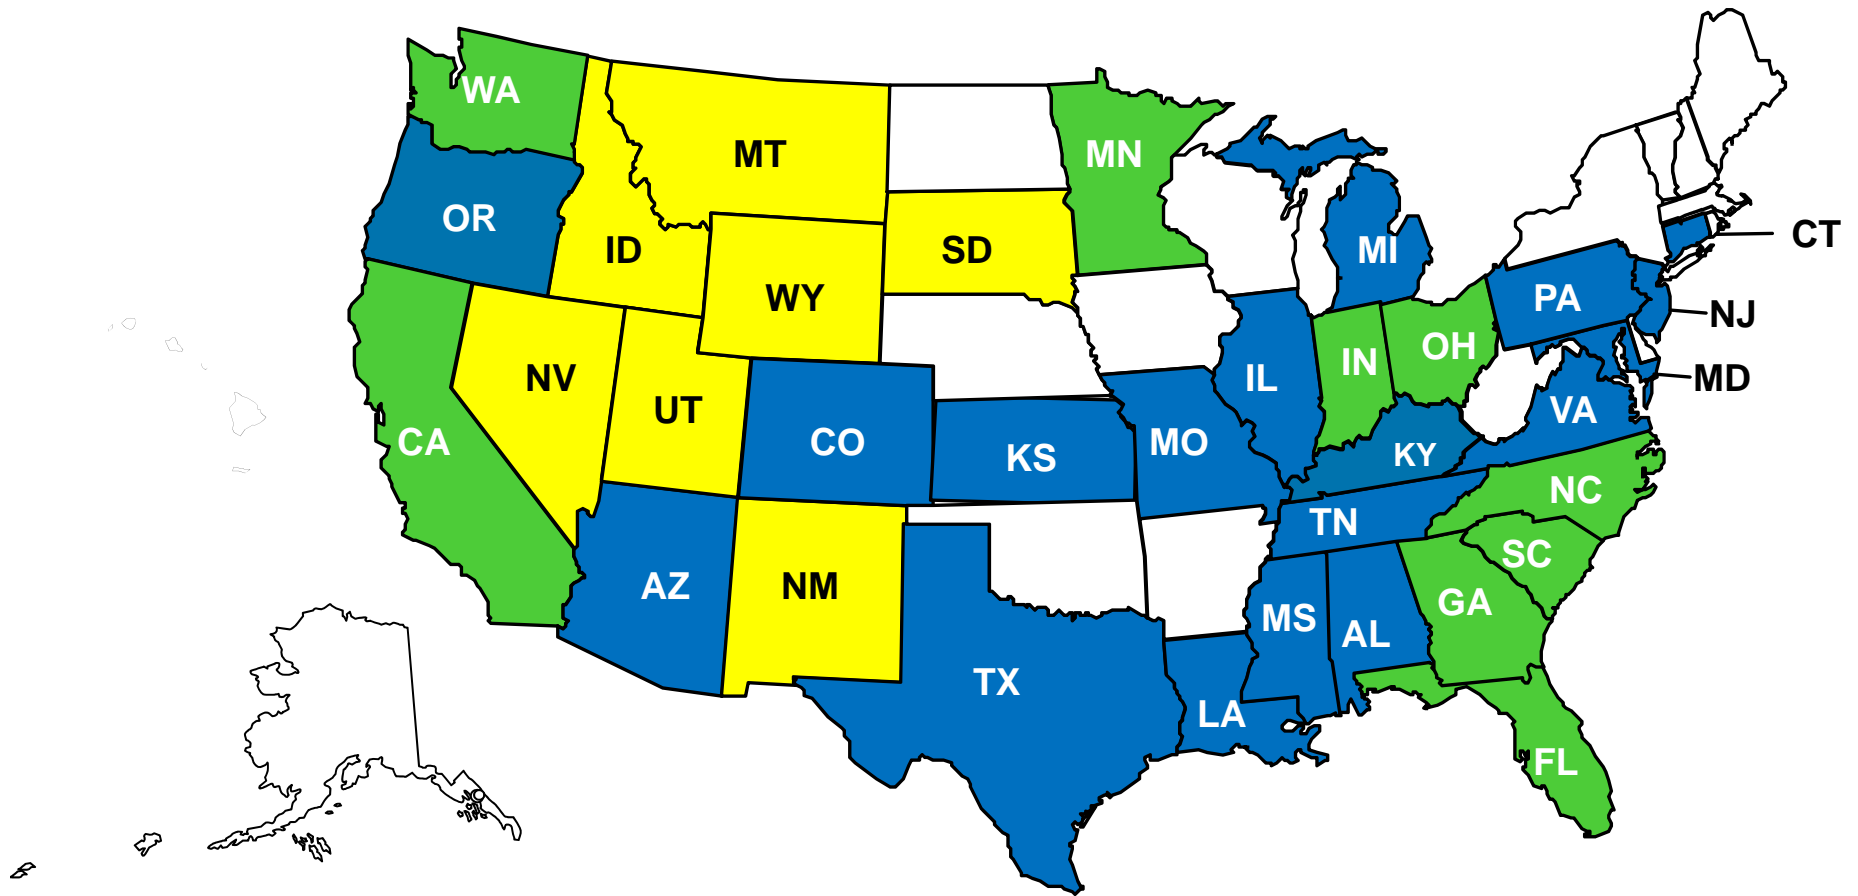 WA
MT
MN
OR
ID
SD
MI
CT
WY
PA
NJ
NV
UT
CO
KS
MO
IL
IN
OH
MD
VA
CA
KY
NC
TN
SC
AZ
NM
GA
MS
AL
TX
LA
FL